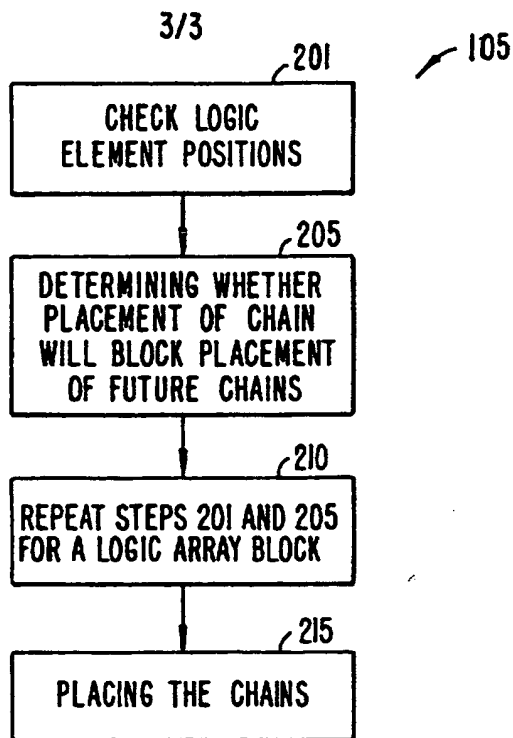 3/3
105
201
CHECK LOGIC
ELEMENT POSITIONS
205
DETERMINING WHETHER
PLACEMENT OF CHAIN
WILL BLOCK PLACEMENT
OF FUTURE CHAINS
210
REPEAT STEPS 201 AND 205
FOR A LOGIC ARRAY BLOCK
215
PLACING THE CHAINS